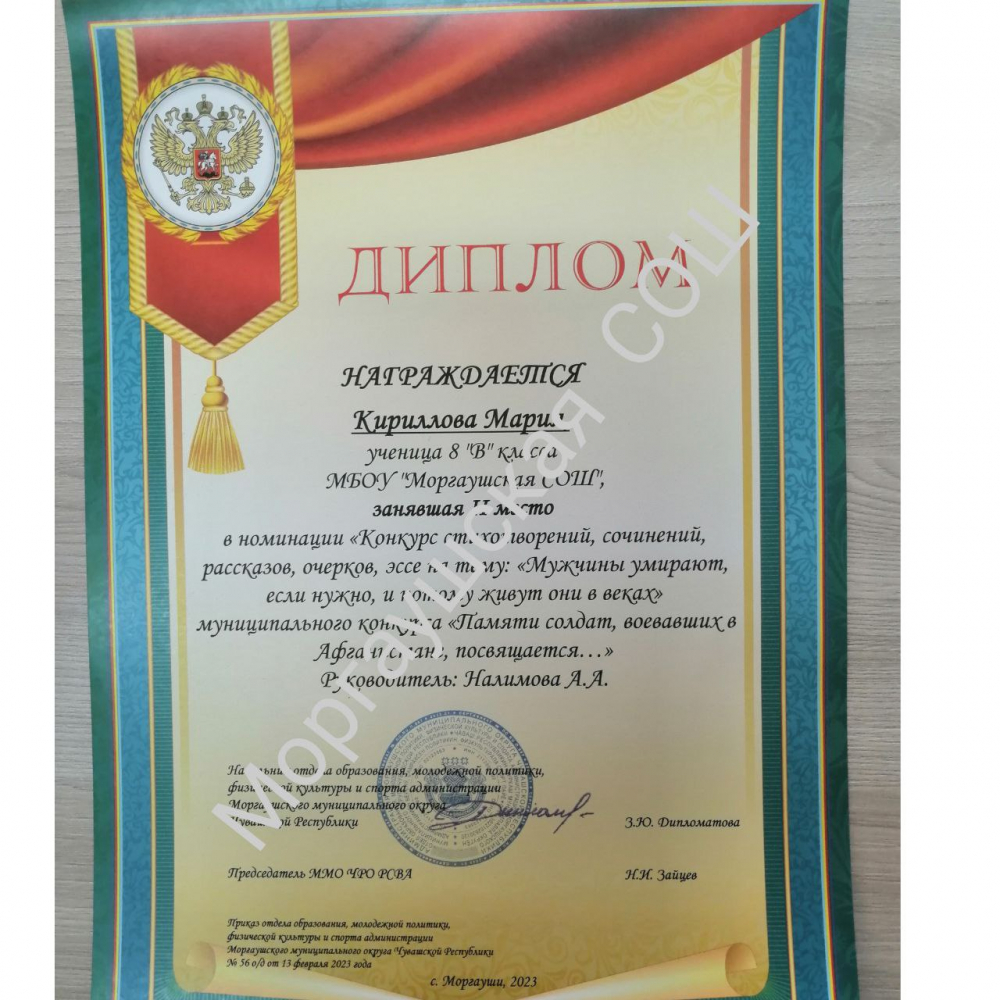 ДИПЛОМ
НАГРАЖДАЕТСЯ
Кириллова Мария
ученица 8 "В" класса
МБОУ "Моргаушская СОШ",
занявшая II место
в номинации «Конкурс стихотворений, сочинений,
рассказов, очерков, эссе на тему: «Мужчины умирают,
если нужно, и потому живут они в веках»
муниципального конкурса «Памяти солдат, воевавших в
Афганистане, посвящается…»
Руководитель: Налимова А.А.
Начальник отдела образования, молодежной политики,
физической культуры и спорта администрации
Моргаушского муниципального округа
Чувашской Республики З.Ю. Дипломатова
Председатель ММО ЧРО РСВА Н.И. Зайцев
Приказ отдела образования, молодежной политики,
физической культуры и спорта администрации
Моргаушского муниципального округа Чувашской Республики
№ 56 о/д от 13 февраля 2023 года
с. Моргауши, 2023
Моргаушская СОШ